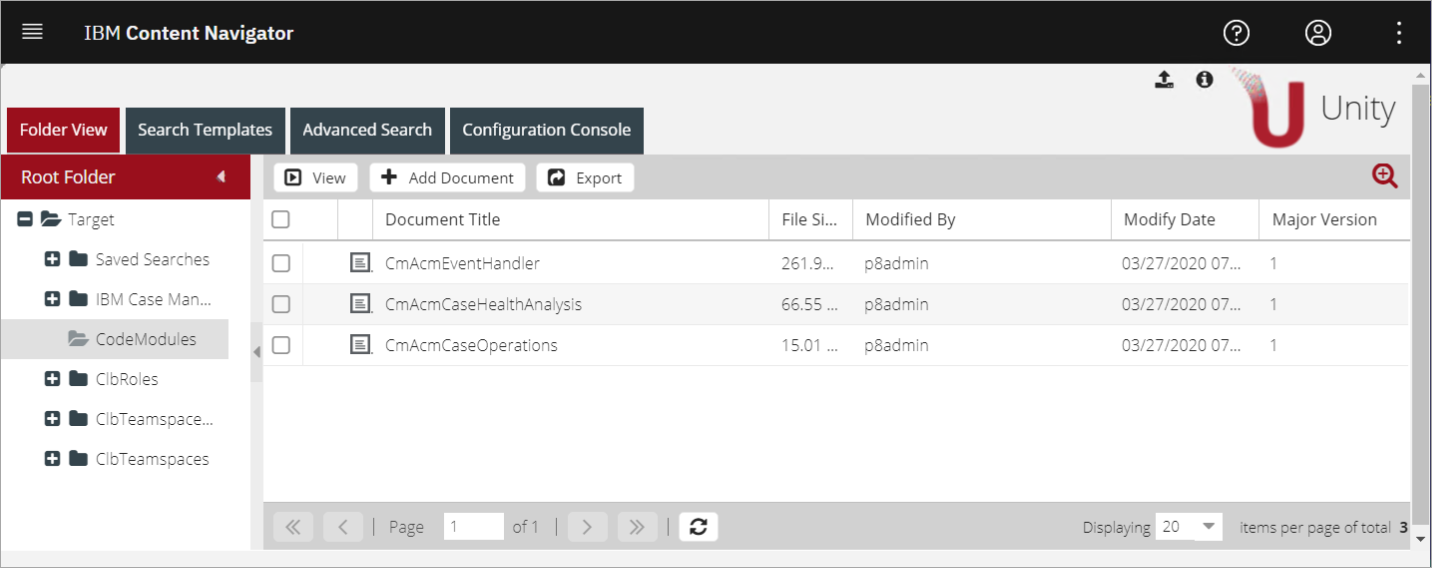 IBM Content Navigator
Unity
Folder View Search Templates Advanced Search Configuration Console
Root Folder View Add Document Export
Target Document Title File Si... Modified By Modify Date Major Version
Saved Searches CmAcmEventHandler 261.9... p8admin 03/27/2020 07... 1
IBM Case Man... CmAcmCaseHealthAnalysis 66.55 ... p8admin 03/27/2020 07... 1
CodeModules CmAcmCaseOperations 15.01 ... p8admin 03/27/2020 07... 1
ClbRoles
ClbTeamspace...
ClbTeamspaces
Page 1 of 1 Displaying 20 items per page of total 3